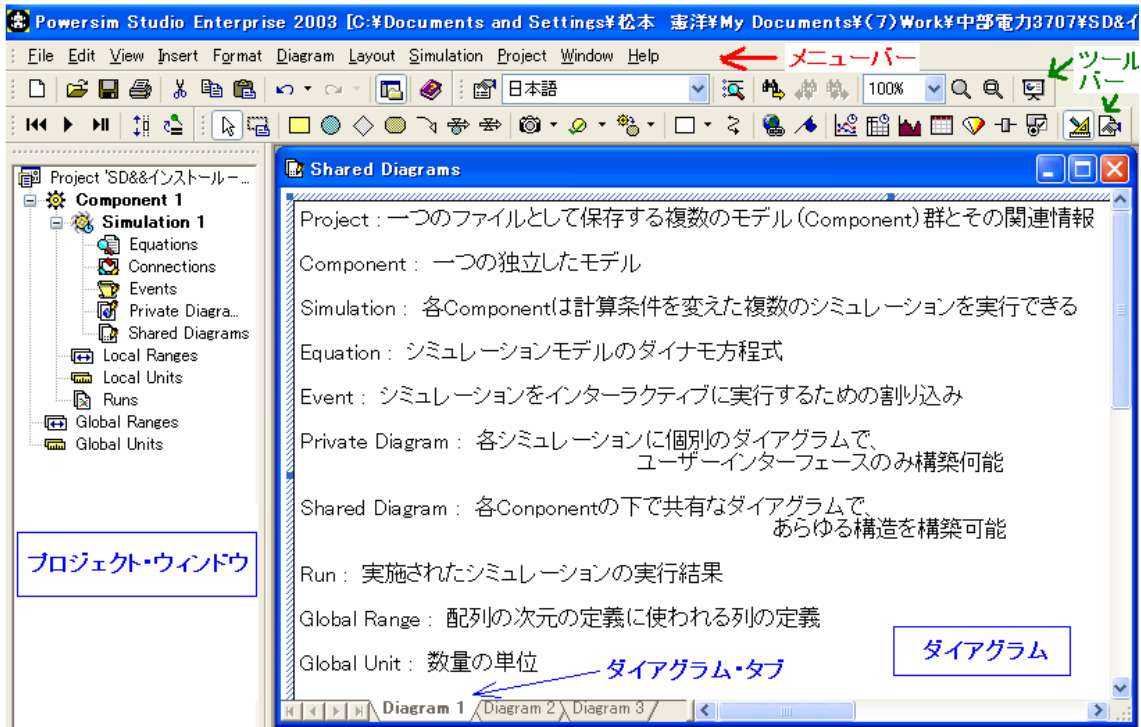 Powersim Studio Enterprise 2003 [C:¥Documents and Settings¥松本　憲洋¥My Documents¥(7)Work¥中部電力3707¥SD&イ
File Edit View Insert Format Diagram Layout Simulation Project Window Help
メニューバー
ツール
バー
日本語
100%
Project 'SD&&インストールー...
Component 1
Simulation 1
Equations
Connections
Events
Private Diagra...
Shared Diagrams
Local Ranges
Local Units
Runs
Global Ranges
Global Units
プロジェクト・ウィンドウ
Shared Diagrams
Project : 一つのファイルとして保存する複数のモデル(Component)群とその関連情報
Component : 一つの独立したモデル
Simulation : 各Componentは計算条件を変えた複数のシミュレーションを実行できる
Equation : シミュレーションモデルのダイナモ方程式
Event : シミュレーションをインターラクティブに実行するための割り込み
Private Diagram : 各シミュレーションに個別のダイアグラムで、
ユーザーインターフェースのみ構築何能
Shared Diagram : 各Conponentの下で共有なダイアグラムで、
あらゆる構造を構築可能
Run : 実施されたシミュレーションの実行結果
Global Range : 配列の次元の定義に使われる列の定義
Global Unit : 数量の単位
ダイアグラム・タブ
ダイアグラム
Diagram 1 Diagram 2 Diagram 3